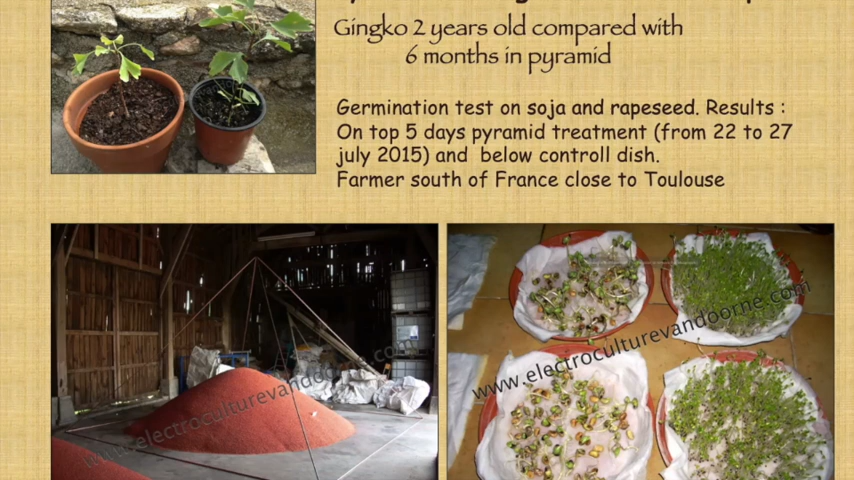 Gingko 2 years old compared with
6 months in pyramid
Germination test on soja and rapeseed. Results :
On top 5 days pyramid treatment (from 22 to 27
july 2015) and below controll dish.
Farmer south of France close to Toulouse
www.electroculturevandoorne.com
www.electroculturevandoorne.com